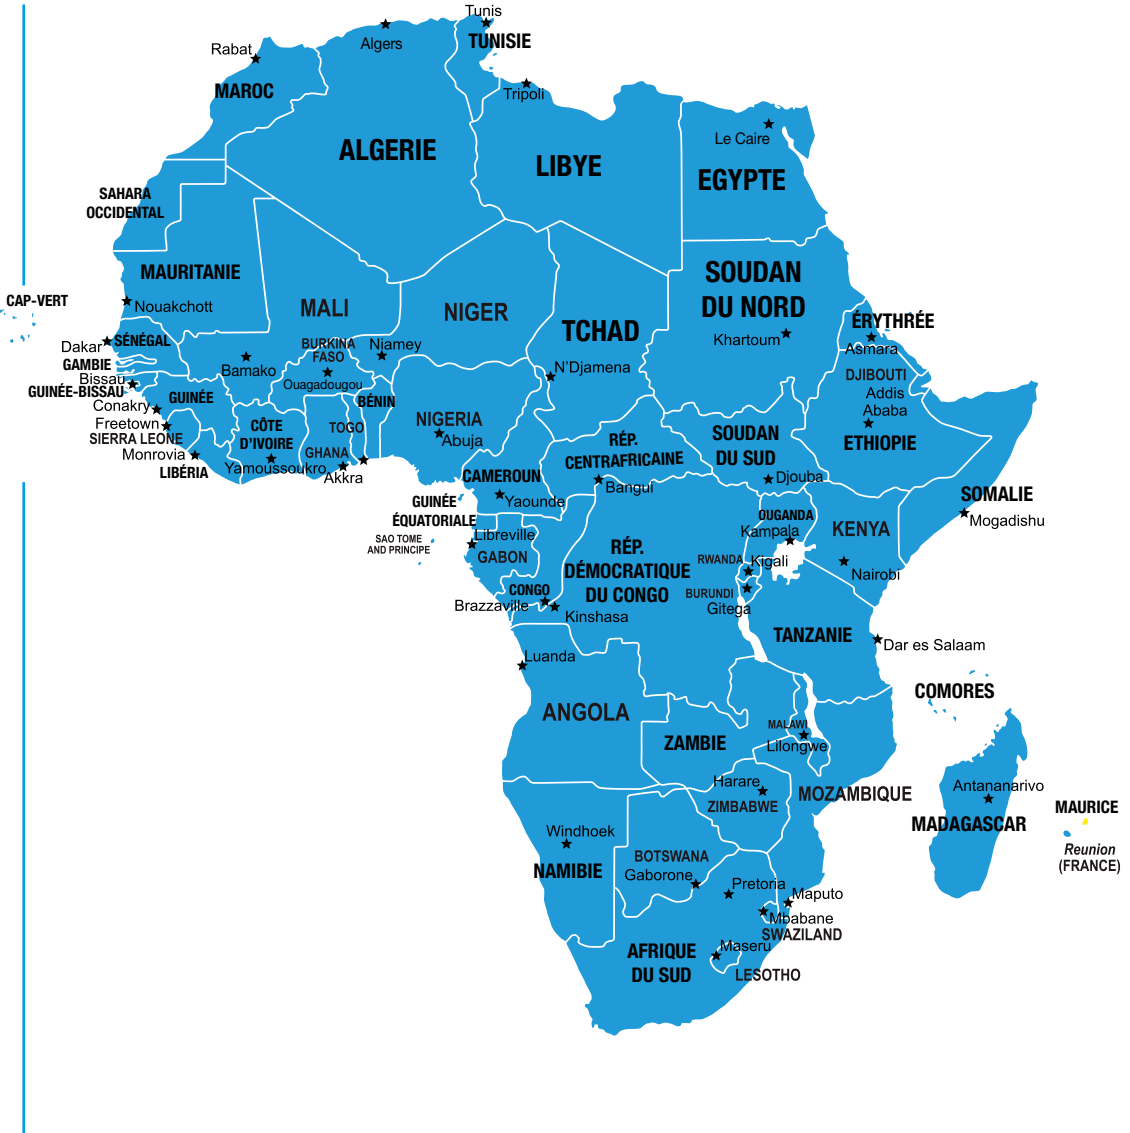 Tunis
TUNISIE
Algers
Rabat
MAROC
Tripoli
ALGERIE
LIBYE
Le Caire
EGYPTE
SAHARA
OCCIDENTAL
MAURITANIE
Nouakchott
CAP-VERT
MALI
NIGER
TCHAD
SOUDAN
DU NORD
Khartoum
ÉRYTHRÉE
Asmara
Dakar
SÉNÉGAL
GAMBIE
Bissau
GUINÉE-BISSAU
Bamako
BURKINA
FASO
Ouagadougou
Niamey
N'Djamena
DJIBOUTI
Addis
Ababa
ETHIOPIE
Conakry
GUINÉE
Freetown
SIERRA LEONE
Monrovia
LIBÉRIA
CÔTE
D'IVOIRE
Yamoussoukro
GHANA
Akkra
TOGO
BÉNIN
NIGERIA
Abuja
CAMEROUN
Yaounde
RÉP.
CENTRAFRICAINE
Bangui
SOUDAN
DU SUD
Djouba
SOMALIE
Mogadishu
GUINÉE
ÉQUATORIALE
SAO TOME
AND PRINCIPE
Libreville
GABON
CONGO
Brazzaville
Kinshasa
RÉP.
DÉMOCRATIQUE
DU CONGO
OUGANDA
Kampala
KENYA
Nairobi
RWANDA
Kigali
BURUNDI
Gitega
TANZANIE
Dar es Salaam
Luanda
ANGOLA
ZAMBIE
MALAWI
Lilongwe
COMORES
Harare
ZIMBABWE
MOZAMBIQUE
Antananarivo
MADAGASCAR
MAURICE
Reunion
(FRANCE)
Windhoek
NAMIBIE
BOTSWANA
Gaborone
Pretoria
Maputo
Mbabane
SWAZILAND
AFRIQUE
DU SUD
Maseru
LESOTHO